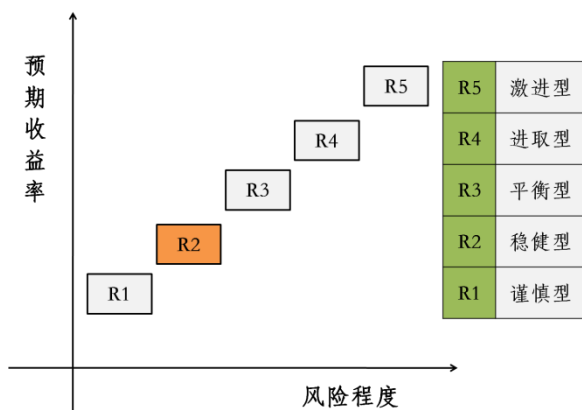 预期收益率
R5
R4
R3
R2
R1
风险程度
R5 激进型
R4 进取型
R3 平衡型
R2 稳健型
R1 谨慎型